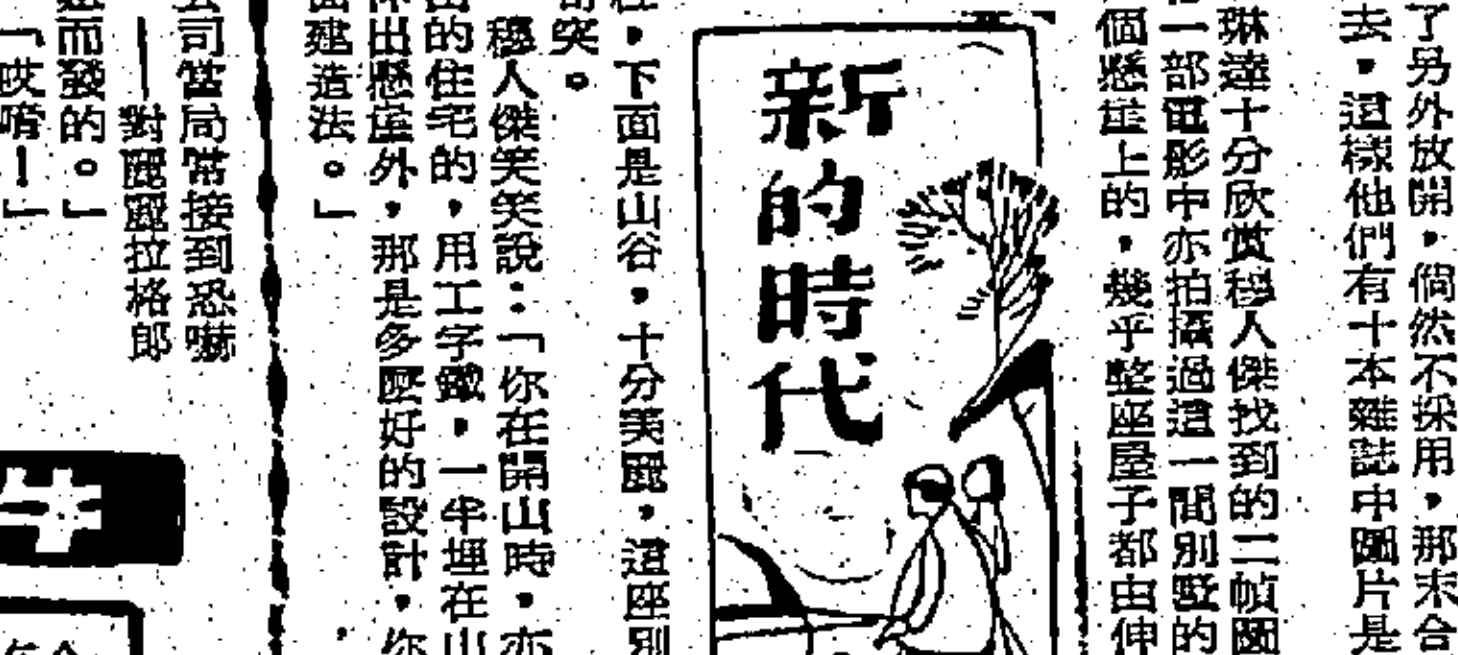 了另外放開，倘然不採用，那末合
去，這樣他們有十本雜誌中圖片是
琳達十分欣賞穆人傑找到的二幀圖
一部電影中亦拍攝過這一間別墅的
個懸崖上的，幾乎整座屋子都由伸
新的時代
，下面是山谷，十分美麗，這座別
突。
穆人傑笑笑說：「你在開山時，亦
的住宅的，用工字鐵，一半埋在山
出懸崖外，那是多麼好的設計，你
建造法。」
公司當局常接到恐嚇
——對麗麗拉格郎
而發的。」
「哎唷！」
牛